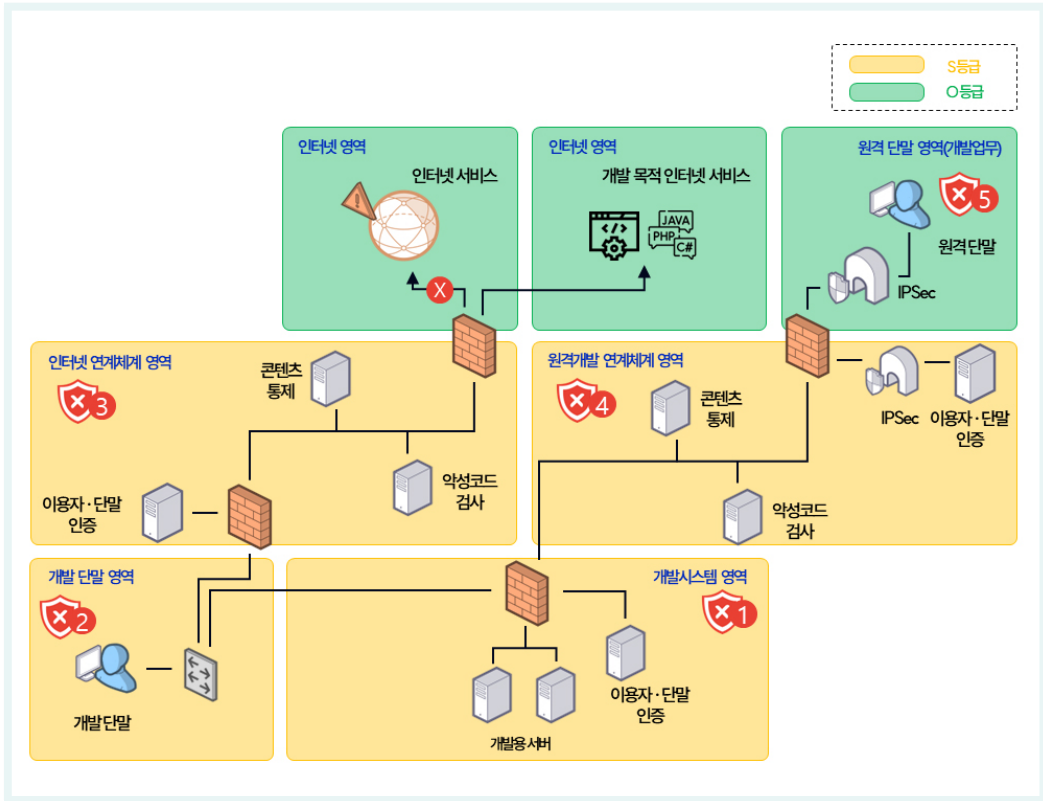 S등급
O등급
인터넷 영역
인터넷 서비스
인터넷 영역
개발 목적 인터넷 서비스
JAVA
PHP
C#
원격 단말 영역(개발업무)
5
원격 단말
IPSec
X
인터넷 연계체계 영역
3
콘텐츠
통제
악성코드
검사
이용자·단말
인증
원격개발 연계체계 영역
4
콘텐츠
통제
IPSec
이용자·단말
인증
악성코드
검사
개발 단말 영역
2
개발 단말
개발시스템 영역
1
이용자·단말
인증
개발용 서버